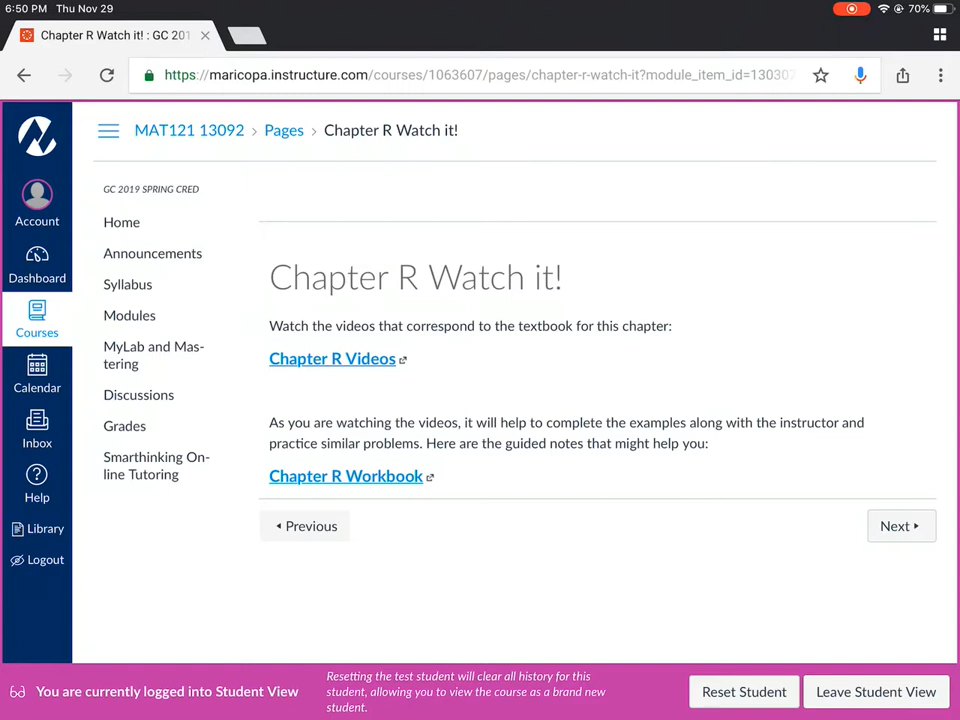 6:50 PM Thu Nov 29
70%
Chapter R Watch it! : GC 201
https://maricopa.instructure.com/courses/1063607/pages/chapter-r-watch-it?module_item_id=130307
MAT121 13092 > Pages > Chapter R Watch it!
Account
Dashboard
Courses
Calendar
Inbox
Help
Library
Logout
GC 2019 SPRING CRED
Home
Announcements
Syllabus
Modules
MyLab and Mas-
tering
Discussions
Grades
Smarthinking On-
line Tutoring
Chapter R Watch it!
Watch the videos that correspond to the textbook for this chapter:
Chapter R Videos
As you are watching the videos, it will help to complete the examples along with the instructor and
practice similar problems. Here are the guided notes that might help you:
Chapter R Workbook
Previous
Next
You are currently logged into Student View
Resetting the test student will clear all history for this
student, allowing you to view the course as a brand new
student.
Reset Student
Leave Student View